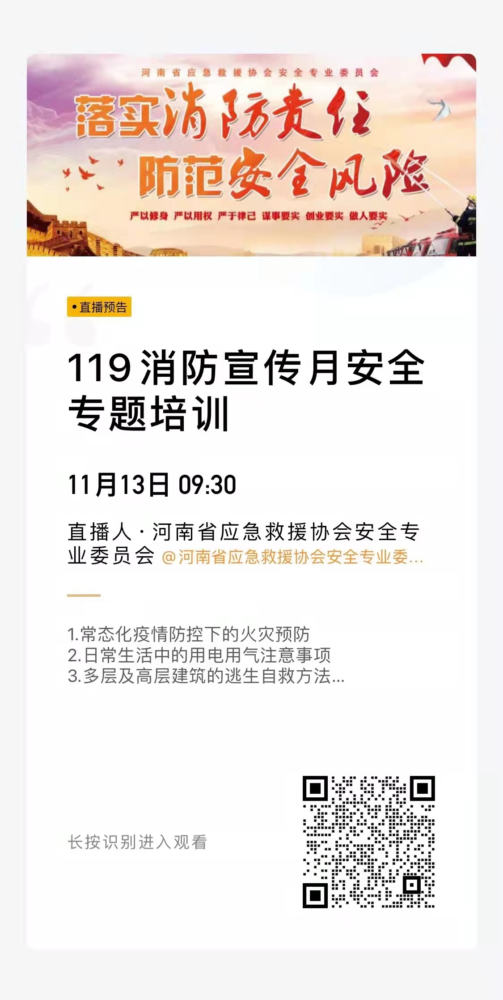 河南省应急救援协会安全专业委员会
落实消防责任
防范安全风险
严以修身 严以用权 严于律己 谋事要实 创业要实 做人要实
•直播预告
119消防宣传月安全
专题培训
11月13日 09:30
直播人·河南省应急救援协会安全专
业委员会 @河南省应急救援协会安全专业委...
1.常态化疫情防控下的火灾预防
2.日常生活中的用电用气注意事项
3.多层及高层建筑的逃生自救方法...
长按识别进入观看